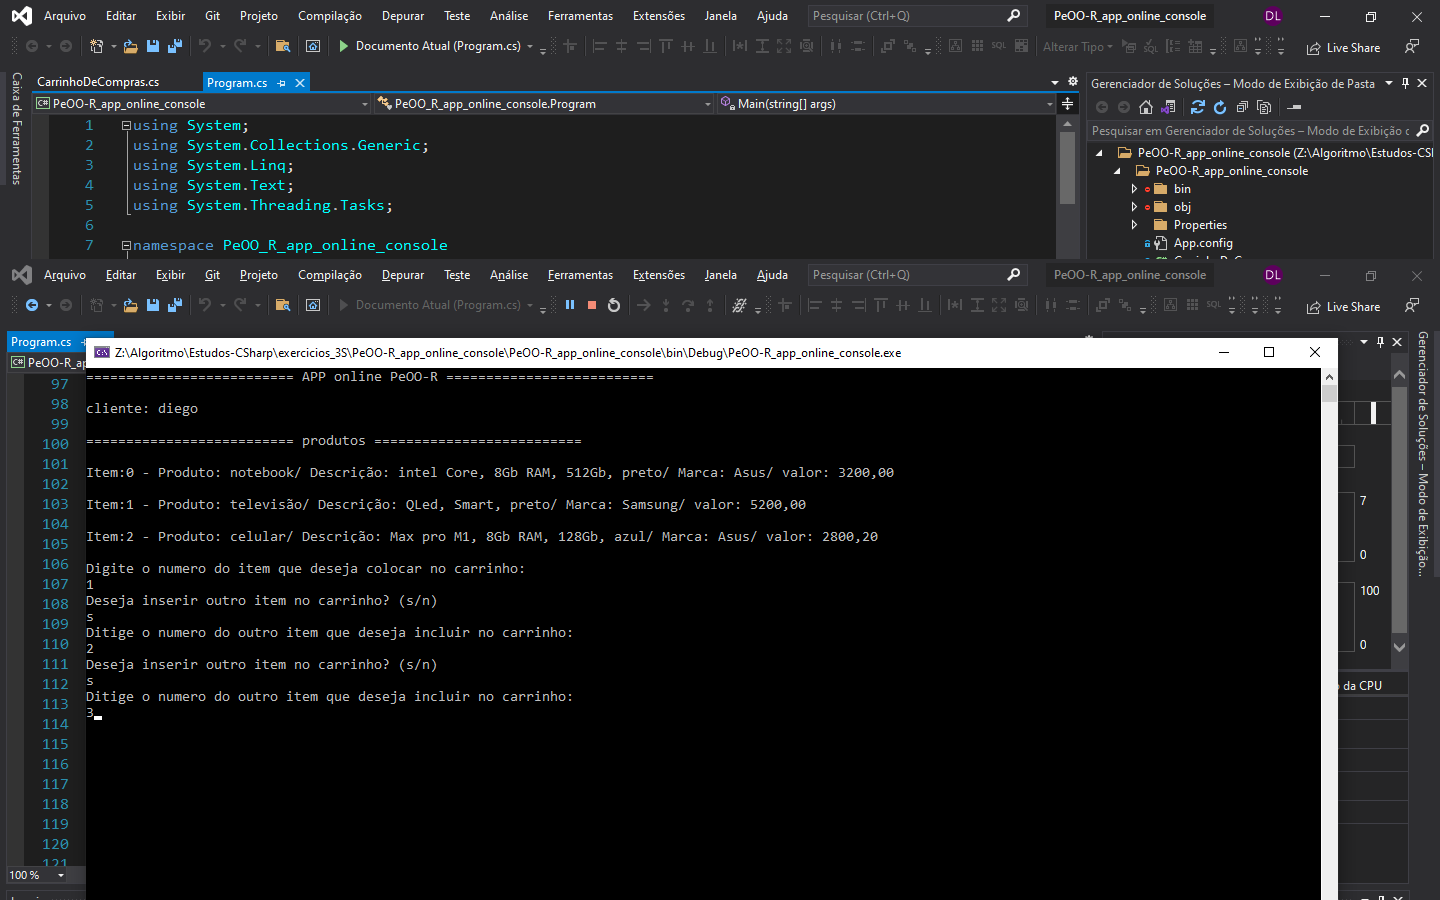 Arquivo Editar Exibir Git Projeto Compilação Depurar Teste Análise Ferramentas Extensões Janela Ajuda Pesquisar (Ctrl+Q) PeOO-R_app_online_console DL
Documento Atual (Program.cs) SQL Alterar Tipo SQL Live Share
Caixa de Ferramentas
CarrinhoDeCompras.cs Program.cs
C# PeOO-R_app_online_console PeOO_R_app_online_console.Program Main(string[] args)
1 using System;
2 using System.Collections.Generic;
3 using System.Linq;
4 using System.Text;
5 using System.Threading.Tasks;
6
7 namespace PeOO_R_app_online_console
Gerenciador de Soluções – Modo de Exibição de Pasta
Pesquisar em Gerenciador de Soluções – Modo de Exibição
PeOO-R_app_online_console (Z:\Algoritmo\Estudos-CSI
PeOO-R_app_online_console
bin
obj
Properties
App.config
Arquivo Editar Exibir Git Projeto Compilação Depurar Teste Análise Ferramentas Extensões Janela Ajuda Pesquisar (Ctrl+Q) PeOO-R_app_online_console DL
Documento Atual (Program.cs) SQL Live Share
Program.cs
C# PeOO-R_ap
Z:\Algoritmo\Estudos-CSharp\exercicios_3S\PeOO-R_app_online_console\PeOO-R_app_online_console\bin\Debug\PeOO-R_app_online_console.exe
========================== APP online PeOO-R ==========================
cliente: diego
========================== produtos ==========================
Item:0 - Produto: notebook/ Descrição: intel Core, 8Gb RAM, 512Gb, preto/ Marca: Asus/ valor: 3200,00
Item:1 - Produto: televisão/ Descrição: QLed, Smart, preto/ Marca: Samsung/ valor: 5200,00
Item:2 - Produto: celular/ Descrição: Max pro M1, 8Gb RAM, 128Gb, azul/ Marca: Asus/ valor: 2800,20
Digite o numero do item que deseja colocar no carrinho:
1
Deseja inserir outro item no carrinho? (s/n)
s
Ditige o numero do outro item que deseja incluir no carrinho:
2
Deseja inserir outro item no carrinho? (s/n)
s
Ditige o numero do outro item que deseja incluir no carrinho:
3
97
98
99
100
101
102
103
104
105
106
107
108
109
110
111
112
113
114
115
116
117
118
119
120
121
100 %
7
0
100
0
da CPU
Gerenciador de Soluções – Modo de Exibição...